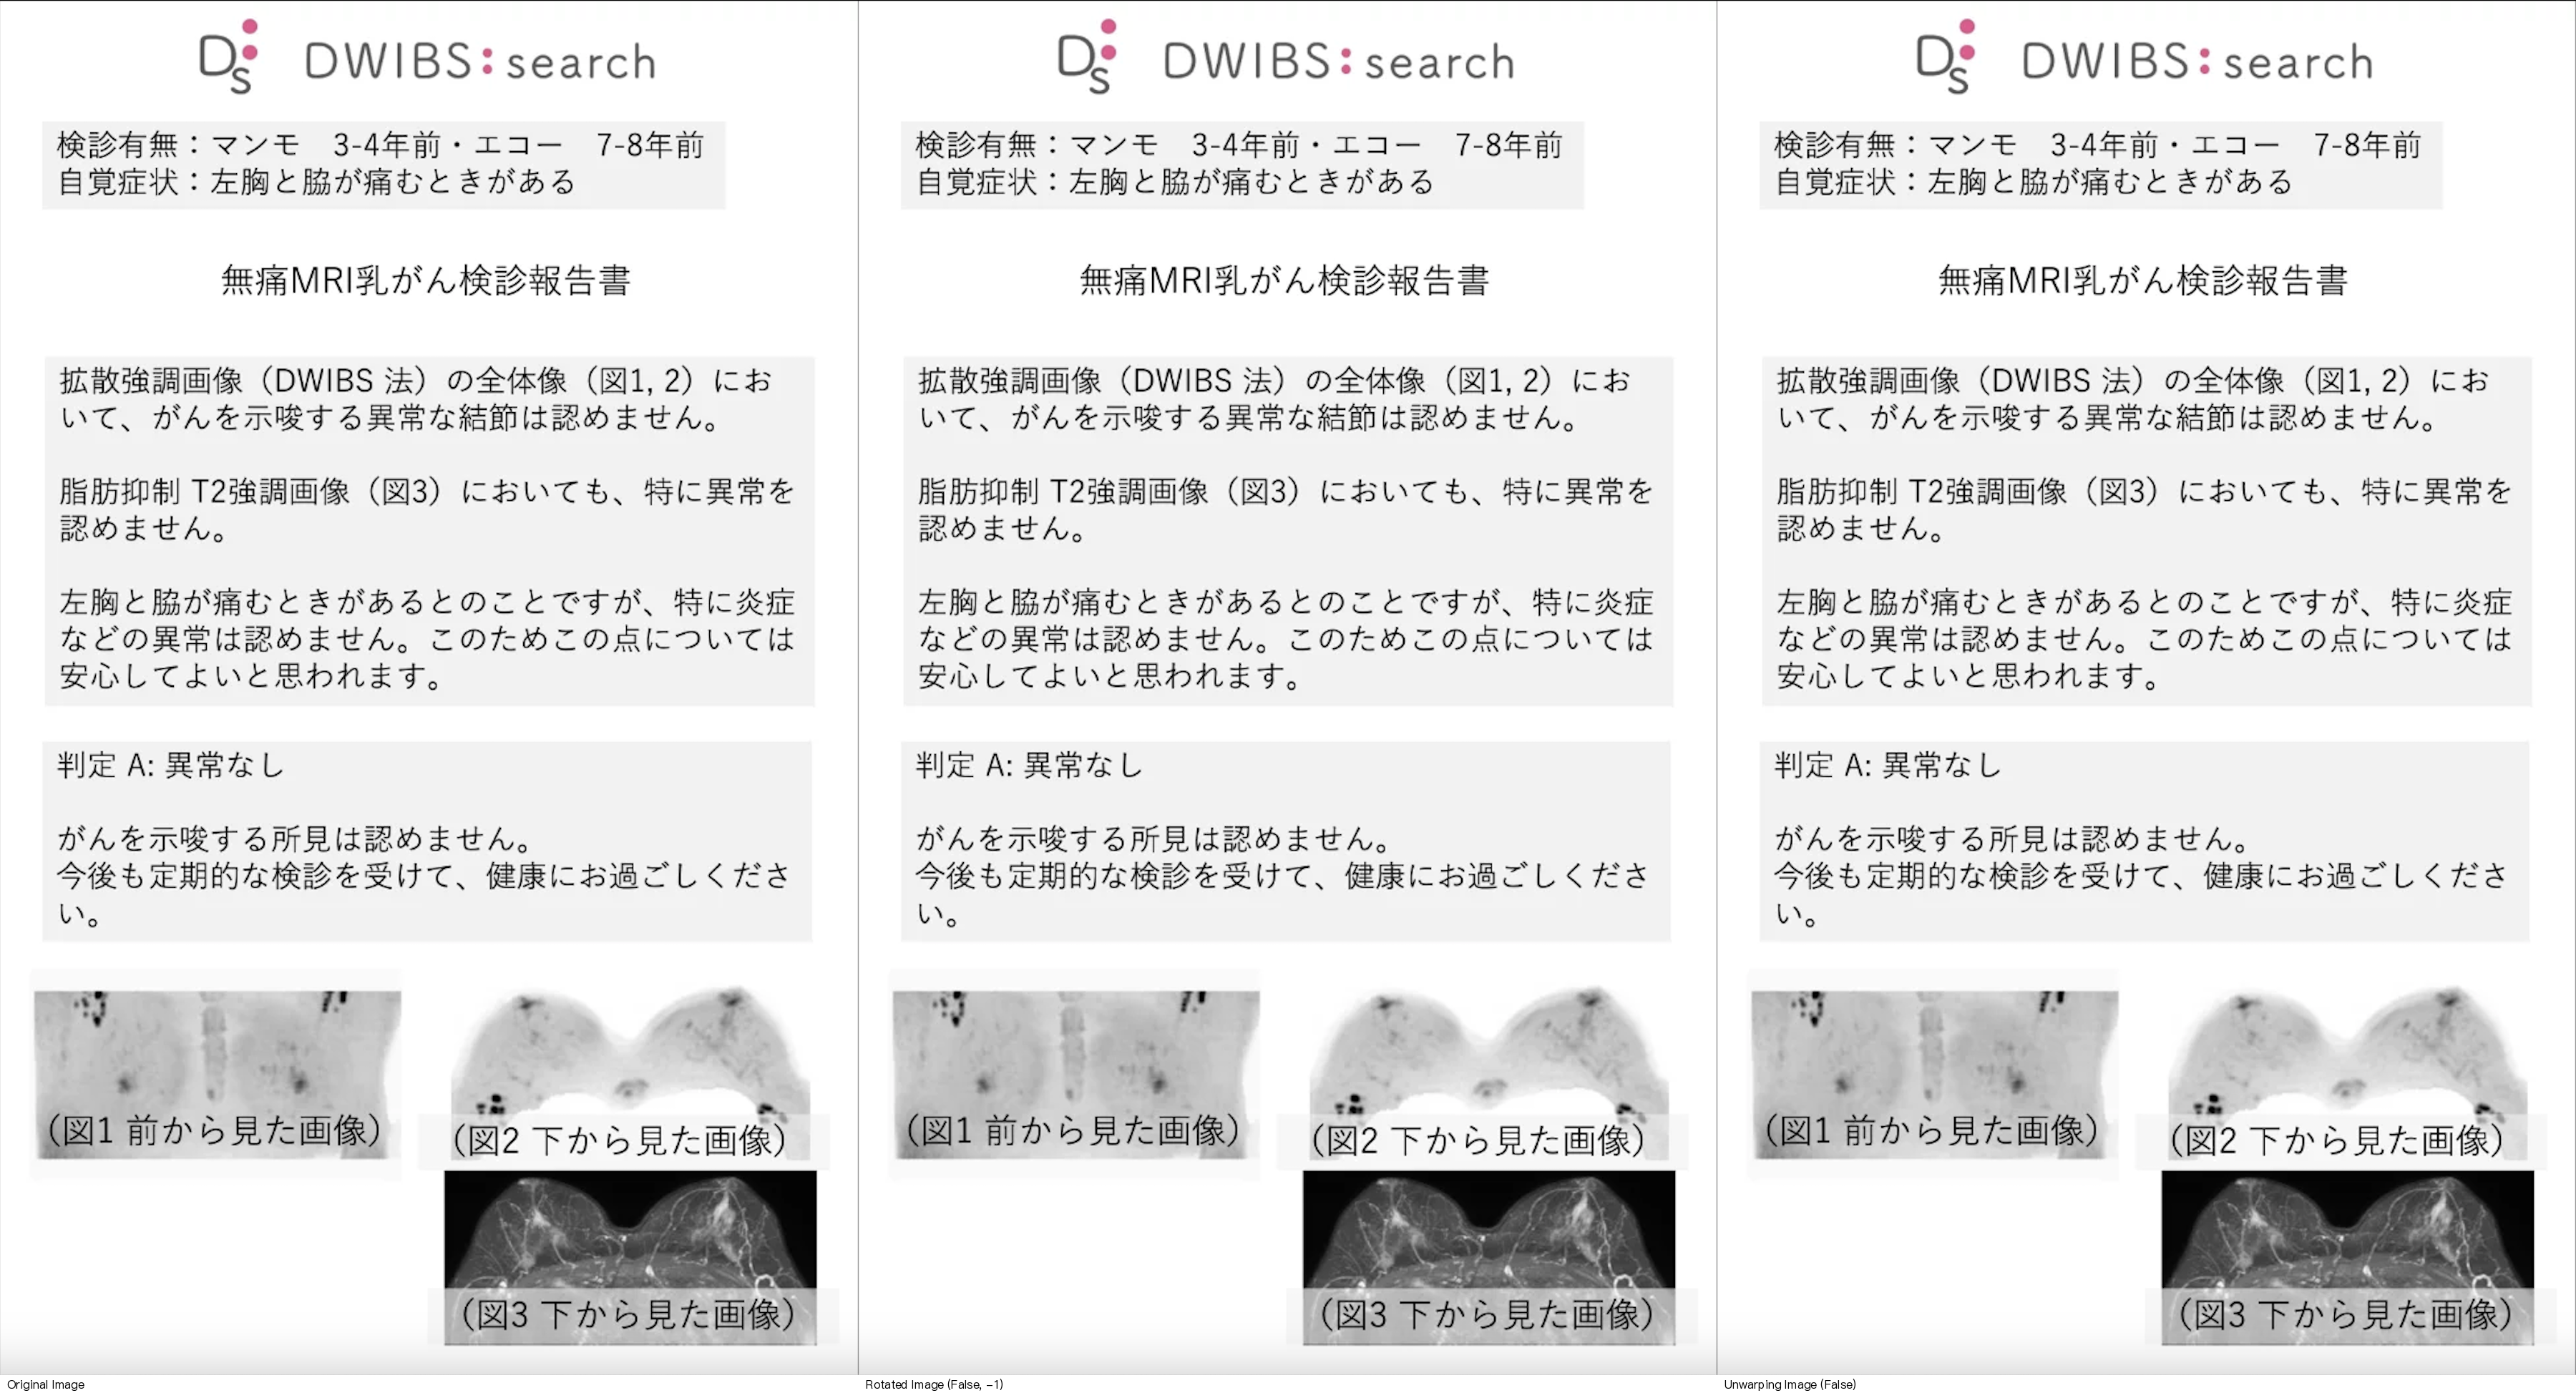 DS DWIBS:search
検診有無：マンモ　3-4年前・エコー　7-8年前
自覚症状：左胸と脇が痛むときがある
無痛MRI乳がん検診報告書
拡散強調画像（DWIBS 法）の全体像（図1, 2）にお
いて、がんを示唆する異常な結節は認めません。
脂肪抑制 T2強調画像（図3）においても、特に異常を
認めません。
左胸と脇が痛むときがあるとのことですが、特に炎症
などの異常は認めません。このためこの点については
安心してよいと思われます。
判定 A: 異常なし
がんを示唆する所見は認めません。
今後も定期的な検診を受けて、健康にお過ごしくださ
い。
（図1 前から見た画像）
（図2 下から見た画像）
（図3 下から見た画像）
Original Image
DS DWIBS:search
検診有無：マンモ　3-4年前・エコー　7-8年前
自覚症状：左胸と脇が痛むときがある
無痛MRI乳がん検診報告書
拡散強調画像（DWIBS 法）の全体像（図1, 2）にお
いて、がんを示唆する異常な結節は認めません。
脂肪抑制 T2強調画像（図3）においても、特に異常を
認めません。
左胸と脇が痛むときがあるとのことですが、特に炎症
などの異常は認めません。このためこの点については
安心してよいと思われます。
判定 A: 異常なし
がんを示唆する所見は認めません。
今後も定期的な検診を受けて、健康にお過ごしくださ
い。
（図1 前から見た画像）
（図2 下から見た画像）
（図3 下から見た画像）
Rotated Image (False, -1)
DS DWIBS:search
検診有無：マンモ　3-4年前・エコー　7-8年前
自覚症状：左胸と脇が痛むときがある
無痛MRI乳がん検診報告書
拡散強調画像（DWIBS 法）の全体像（図1, 2）にお
いて、がんを示唆する異常な結節は認めません。
脂肪抑制 T2強調画像（図3）においても、特に異常を
認めません。
左胸と脇が痛むときがあるとのことですが、特に炎症
などの異常は認めません。このためこの点については
安心してよいと思われます。
判定 A: 異常なし
がんを示唆する所見は認めません。
今後も定期的な検診を受けて、健康にお過ごしくださ
い。
（図1 前から見た画像）
（図2 下から見た画像）
（図3 下から見た画像）
Unwarping Image (False)